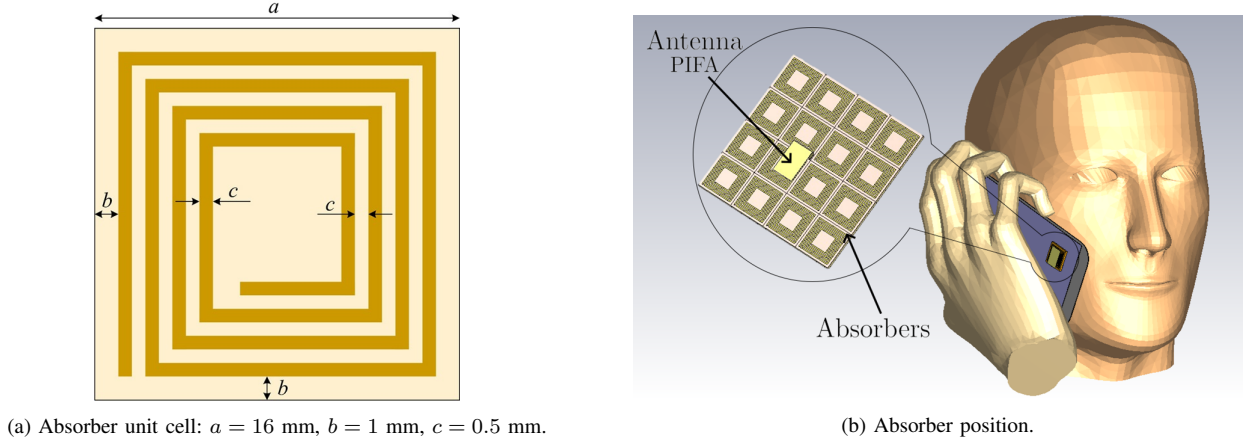 a
b
c
c
b
(a) Absorber unit cell: a = 16 mm, b = 1 mm, c = 0.5 mm.
Antenna
PIFA
Absorbers
(b) Absorber position.